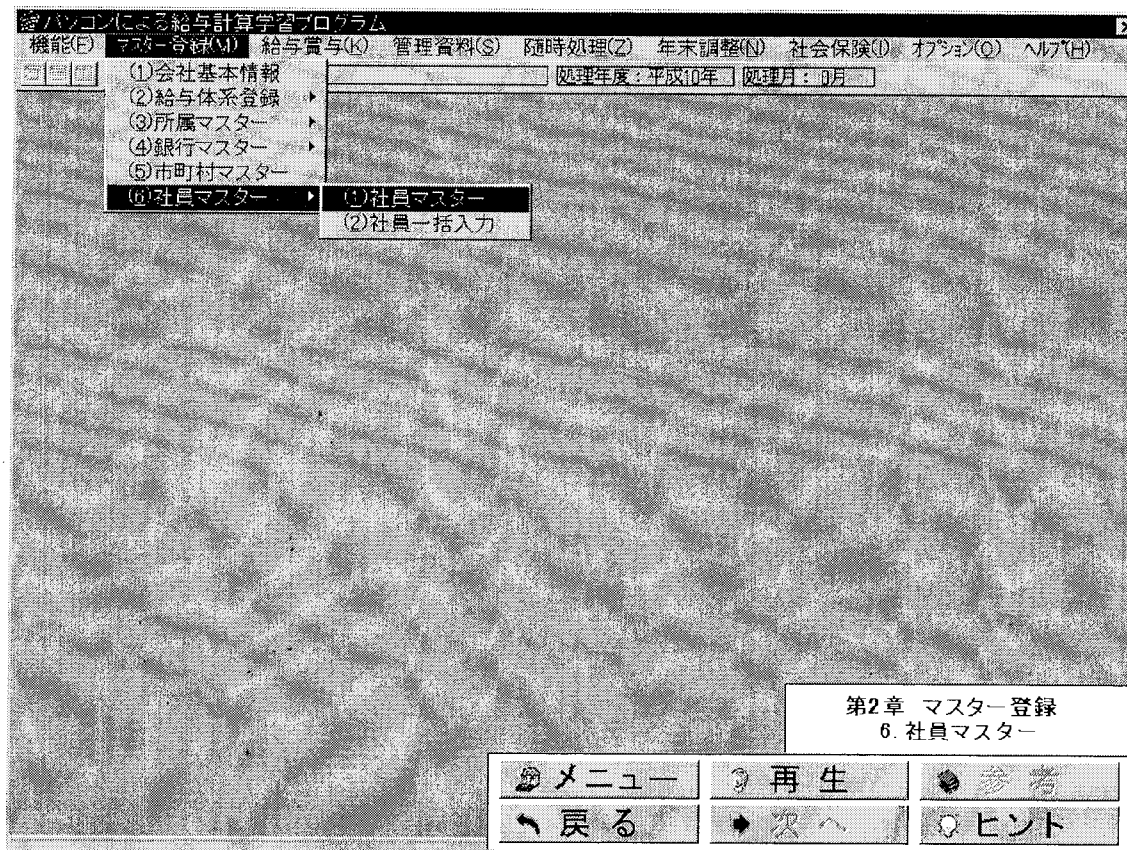 パソコンによる給与計算学習プログラム
機能(F) マスター登録(M) 給与賞与(K) 管理資料(S) 随時処理(Z) 年末調整(N) 社会保険(I) オプション(O) ヘルプ(H)
処理年度：平成10年 処理月： 0月
(1)会社基本情報
(2)給与体系登録
(3)所属マスター
(4)銀行マスター
(5)市町村マスター
(6)社員マスター (1)社員マスター
(2)社員一括入力
第2章 マスター登録
6. 社員マスター
メニュー 再生 参考
戻る 次へ ヒント